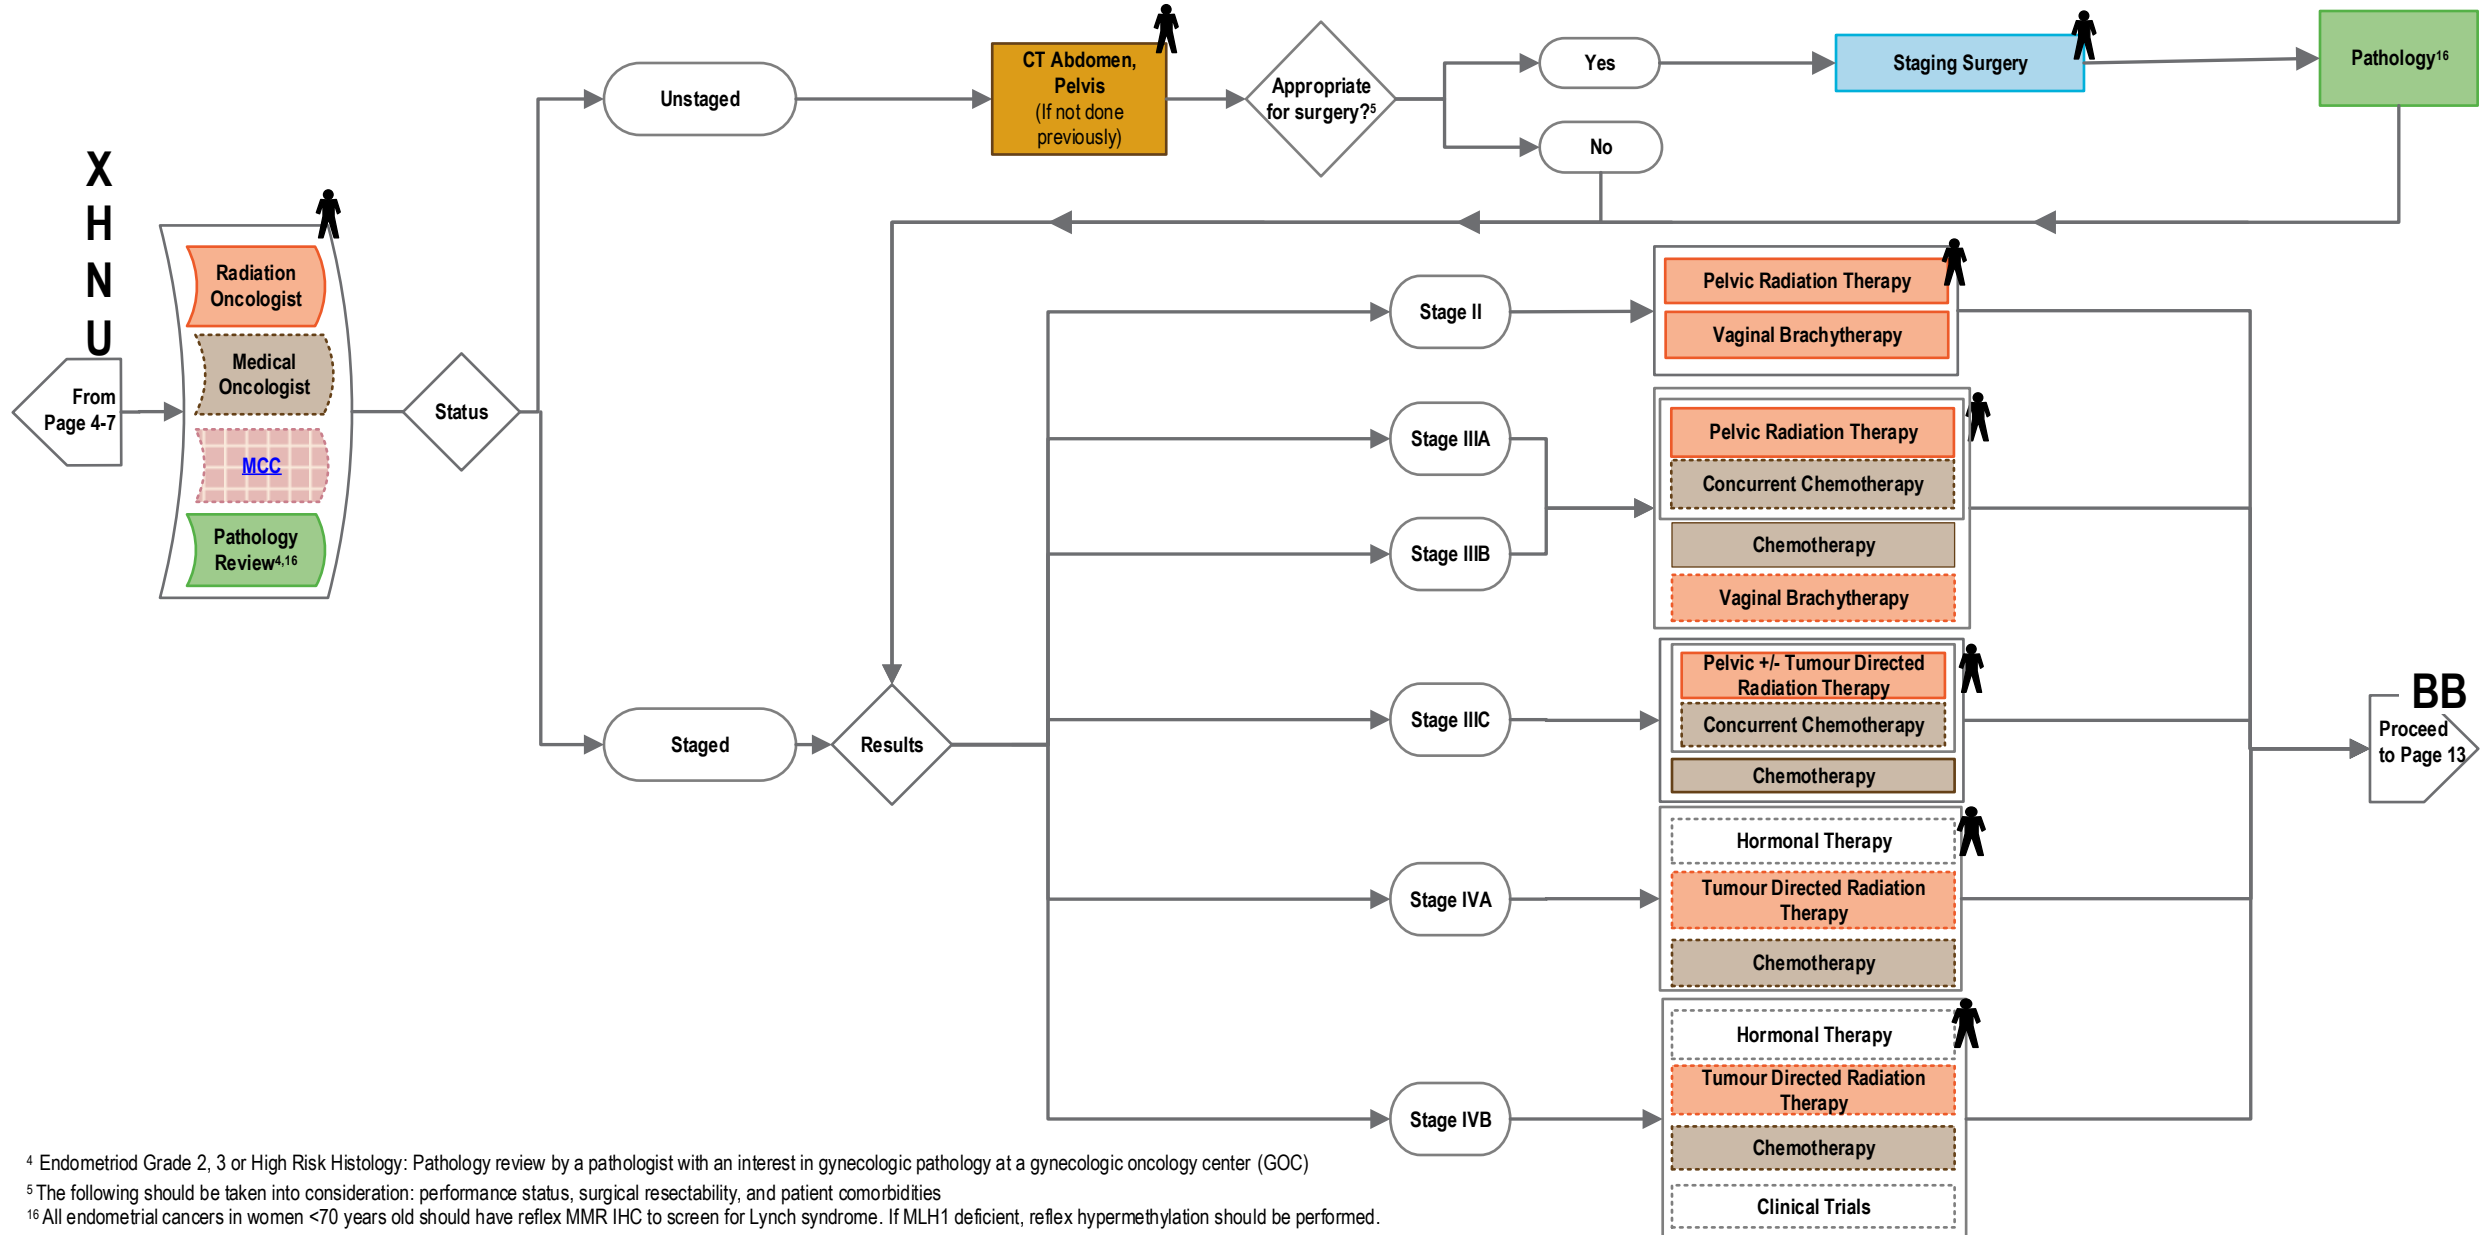 X
H
N
U
From
Page 4-7
Radiation
Oncologist
Medical
Oncologist
MCC
Pathology
Review4,16
Status
Unstaged
CT Abdomen,
Pelvis
(If not done
previously)
Appropriate
for surgery?5
Yes
No
Staging Surgery
Pathology16
Staged
Results
Stage II
Pelvic Radiation Therapy
Vaginal Brachytherapy
Stage IIIA
Stage IIIB
Pelvic Radiation Therapy
Concurrent Chemotherapy
Chemotherapy
Vaginal Brachytherapy
Stage IIIC
Pelvic +/- Tumour Directed
Radiation Therapy
Concurrent Chemotherapy
Chemotherapy
Stage IVA
Hormonal Therapy
Tumour Directed Radiation
Therapy
Chemotherapy
Stage IVB
Hormonal Therapy
Tumour Directed Radiation
Therapy
Chemotherapy
Clinical Trials
BB
Proceed
to Page 13
4 Endometriod Grade 2, 3 or High Risk Histology: Pathology review by a pathologist with an interest in gynecologic pathology at a gynecologic oncology center (GOC)
5 The following should be taken into consideration: performance status, surgical resectability, and patient comorbidities
16 All endometrial cancers in women <70 years old should have reflex MMR IHC to screen for Lynch syndrome. If MLH1 deficient, reflex hypermethylation should be performed.